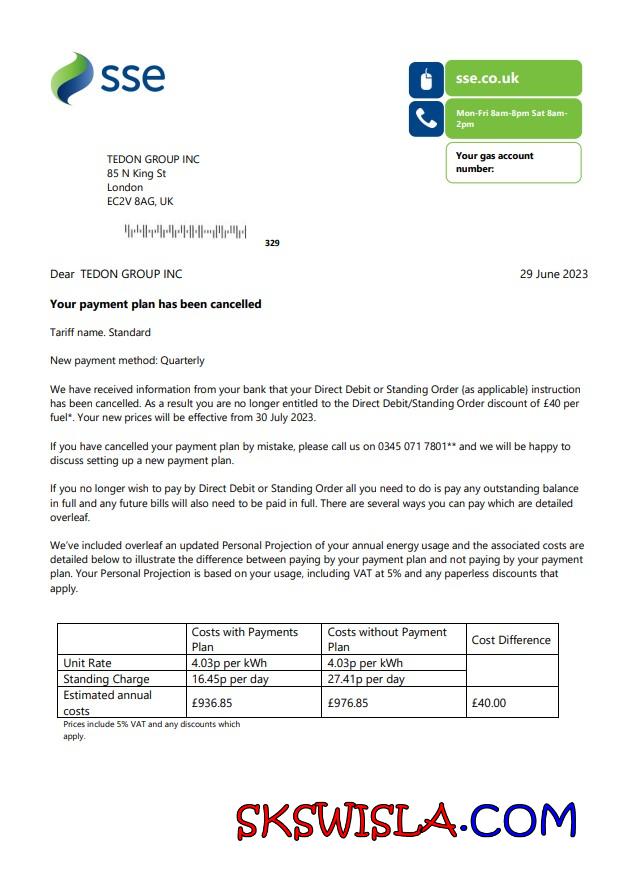 sse
sse.co.uk
Mon-Fri 8am-8pm Sat 8am-
2pm
Your gas account
number:
TEDON GROUP INC
85 N King St
London
EC2V 8AG, UK
329
Dear TEDON GROUP INC
29 June 2023
Your payment plan has been cancelled
Tariff name. Standard
New payment method: Quarterly
We have received information from your bank that your Direct Debit or Standing Order (as applicable) instruction
has been cancelled. As a result you are no longer entitled to the Direct Debit/Standing Order discount of £40 per
fuel*. Your new prices will be effective from 30 July 2023.
If you have cancelled your payment plan by mistake, please call us on 0345 071 7801** and we will be happy to
discuss setting up a new payment plan.
If you no longer wish to pay by Direct Debit or Standing Order all you need to do is pay any outstanding balance
in full and any future bills will also need to be paid in full. There are several ways you can pay which are detailed
overleaf.
We’ve included overleaf an updated Personal Projection of your annual energy usage and the associated costs are
detailed below to illustrate the difference between paying by your payment plan and not paying by your payment
plan. Your Personal Projection is based on your usage, including VAT at 5% and any paperless discounts that
apply.
Costs with Payments Costs without Payment Cost Difference
Plan Plan
Unit Rate 4.03p per kWh 4.03p per kWh
Standing Charge 16.45p per day 27.41p per day
Estimated annual £936.85 £976.85 £40.00
costs
Prices include 5% VAT and any discounts which
apply.
SKSWISLA.COM